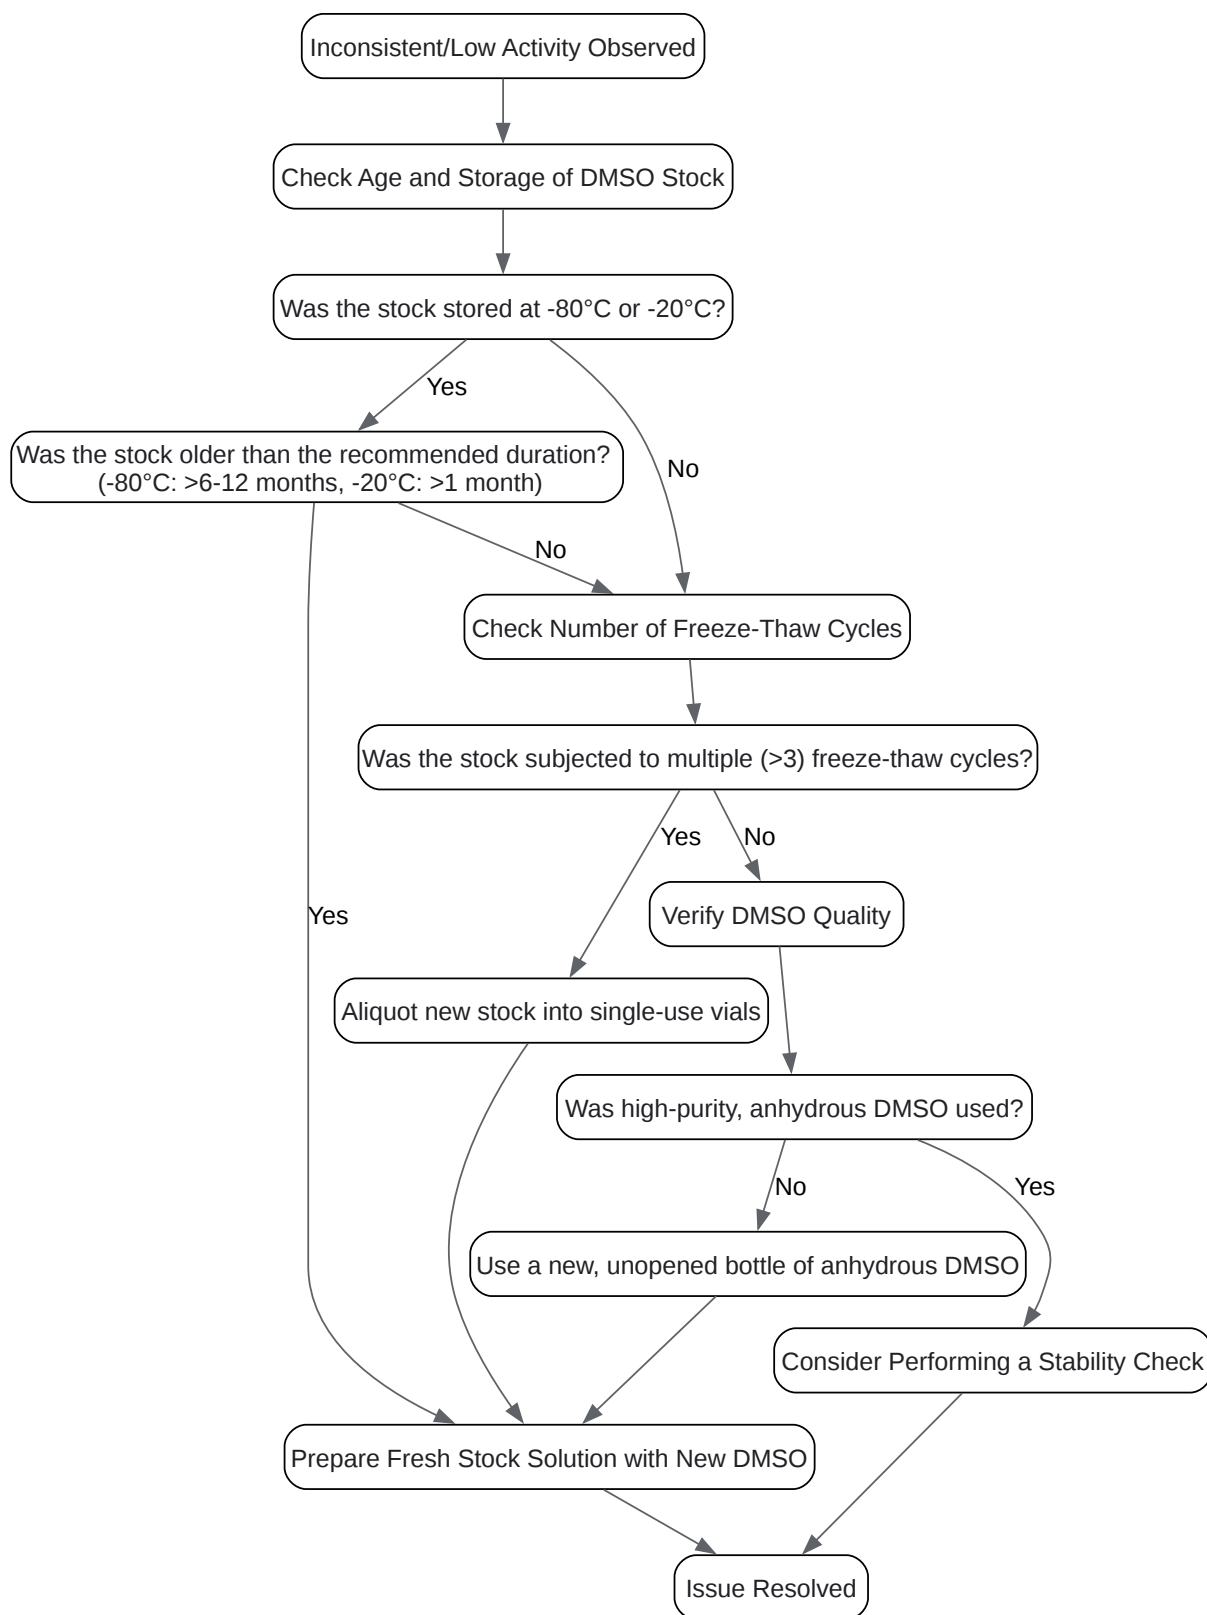 Inconsistent/Low Activity Observed
Check Age and Storage of DMSO Stock
Was the stock stored at -80°C or -20°C?
Yes
Was the stock older than the recommended duration?
(-80°C: >6-12 months, -20°C: >1 month)
No
No
Check Number of Freeze-Thaw Cycles
Was the stock subjected to multiple (>3) freeze-thaw cycles?
Yes
No
Verify DMSO Quality
Yes
Aliquot new stock into single-use vials
Was high-purity, anhydrous DMSO used?
No
Yes
Use a new, unopened bottle of anhydrous DMSO
Consider Performing a Stability Check
Prepare Fresh Stock Solution with New DMSO
Issue Resolved